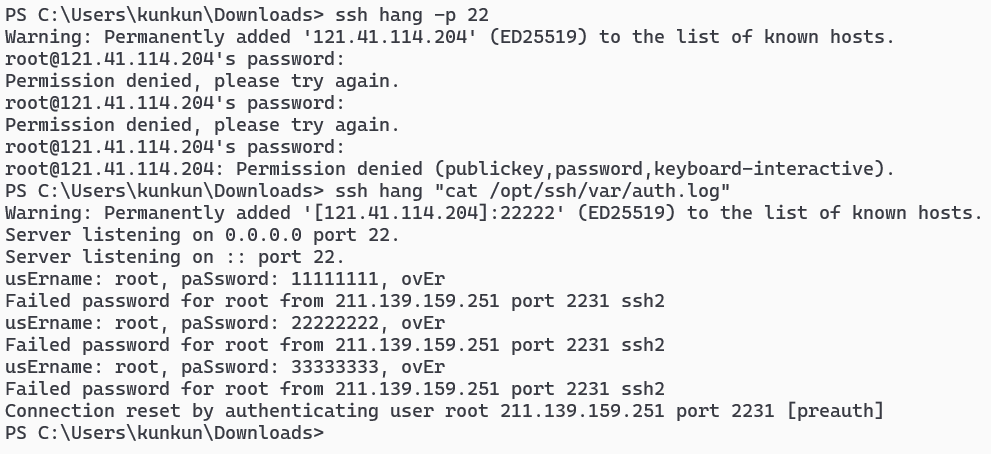 PS C:\Users\kunkun\Downloads> ssh hang -p 22
Warning: Permanently added '121.41.114.204' (ED25519) to the list of known hosts.
root@121.41.114.204's password:
Permission denied, please try again.
root@121.41.114.204's password:
Permission denied, please try again.
root@121.41.114.204's password:
root@121.41.114.204: Permission denied (publickey,password,keyboard-interactive).
PS C:\Users\kunkun\Downloads> ssh hang "cat /opt/ssh/var/auth.log"
Warning: Permanently added '[121.41.114.204]:22222' (ED25519) to the list of known hosts.
Server listening on 0.0.0.0 port 22.
Server listening on :: port 22.
usErname: root, paSsword: 11111111, ovEr
Failed password for root from 211.139.159.251 port 2231 ssh2
usErname: root, paSsword: 22222222, ovEr
Failed password for root from 211.139.159.251 port 2231 ssh2
usErname: root, paSsword: 33333333, ovEr
Failed password for root from 211.139.159.251 port 2231 ssh2
Connection reset by authenticating user root 211.139.159.251 port 2231 [preauth]
PS C:\Users\kunkun\Downloads>